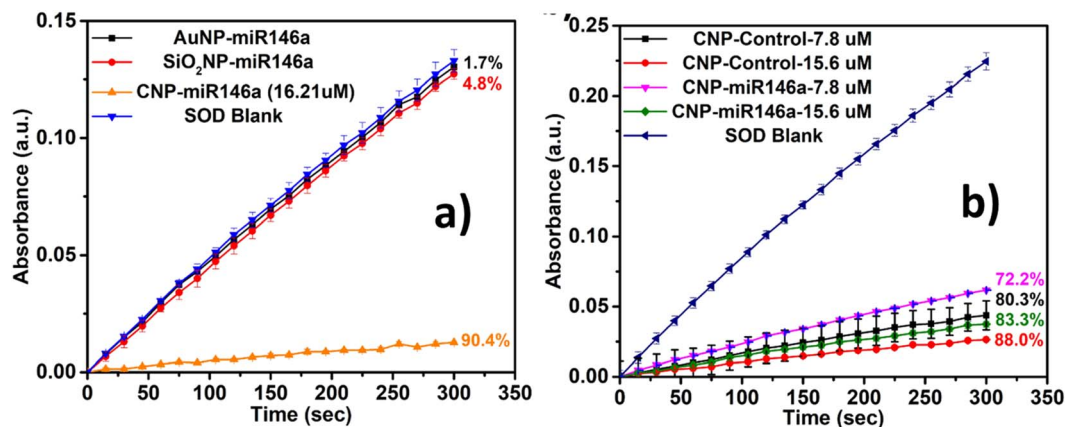 a)
AuNP-miR146a
SiO₂NP-miR146a
CNP-miR146a (16.21uM)
SOD Blank
1.7%
4.8%
90.4%
0.15
0.10
0.05
0.00
Absorbance (a.u.)
0 50 100 150 200 250 300 350
Time (sec)
b)
CNP-Control-7.8 uM
CNP-Control-15.6 uM
CNP-miR146a-7.8 uM
CNP-miR146a-15.6 uM
SOD Blank
72.2%
80.3%
83.3%
88.0%
0.25
0.20
0.15
0.10
0.05
0.00
Absorbance (a.u.)
0 50 100 150 200 250 300 350
Time (sec)